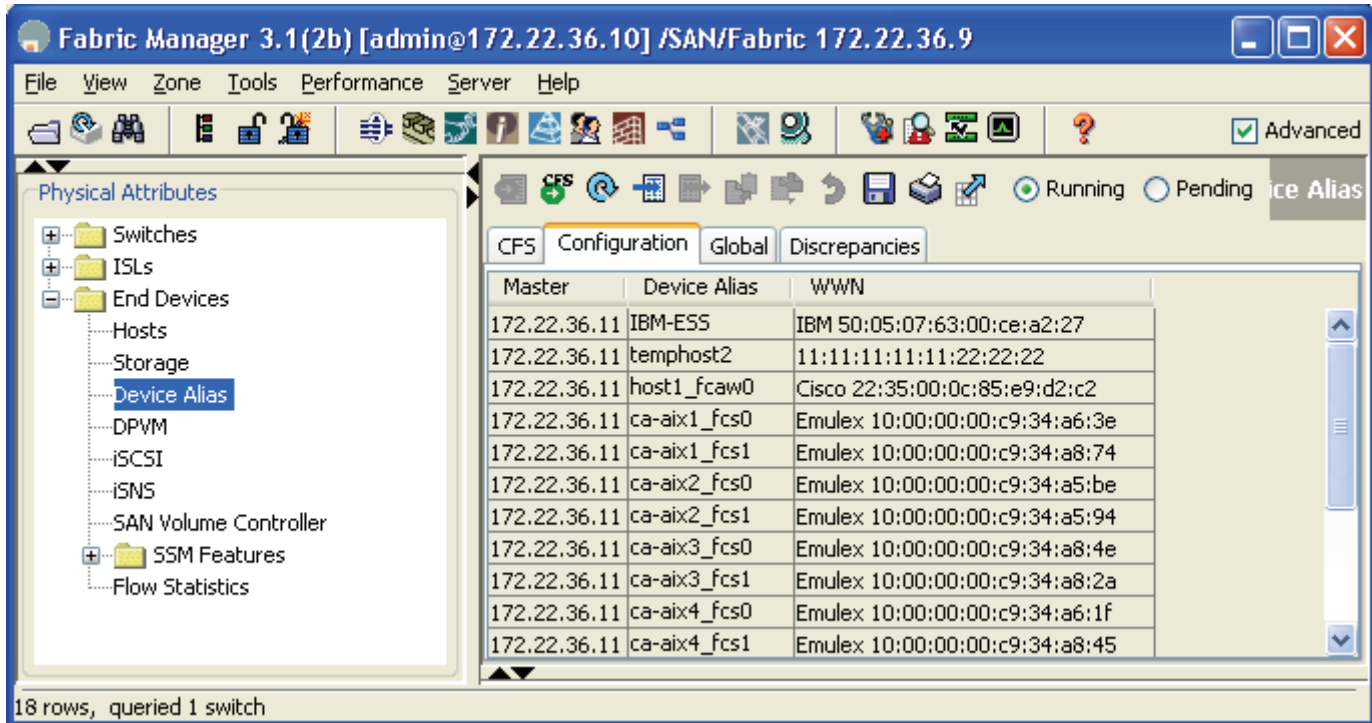 Fabric Manager 3.1(2b) [admin@172.22.36.10] /SAN/Fabric 172.22.36.9
File View Zone Tools Performance Server Help
Advanced
Physical Attributes
Switches
ISLs
End Devices
Hosts
Storage
Device Alias
DPVM
iSCSI
iSNS
SAN Volume Controller
SSM Features
Flow Statistics
CFS Running Pending ice Alias
CFS Configuration Global Discrepancies
Master Device Alias WWN
172.22.36.11 IBM-ESS IBM 50:05:07:63:00:ce:a2:27
172.22.36.11 temphost2 11:11:11:11:11:22:22:22
172.22.36.11 host1_fcaw0 Cisco 22:35:00:0c:85:e9:d2:c2
172.22.36.11 ca-aix1_fcs0 Emulex 10:00:00:00:c9:34:a6:3e
172.22.36.11 ca-aix1_fcs1 Emulex 10:00:00:00:c9:34:a8:74
172.22.36.11 ca-aix2_fcs0 Emulex 10:00:00:00:c9:34:a5:be
172.22.36.11 ca-aix2_fcs1 Emulex 10:00:00:00:c9:34:a5:94
172.22.36.11 ca-aix3_fcs0 Emulex 10:00:00:00:c9:34:a8:4e
172.22.36.11 ca-aix3_fcs1 Emulex 10:00:00:00:c9:34:a8:2a
172.22.36.11 ca-aix4_fcs0 Emulex 10:00:00:00:c9:34:a6:1f
172.22.36.11 ca-aix4_fcs1 Emulex 10:00:00:00:c9:34:a8:45
18 rows, queried 1 switch